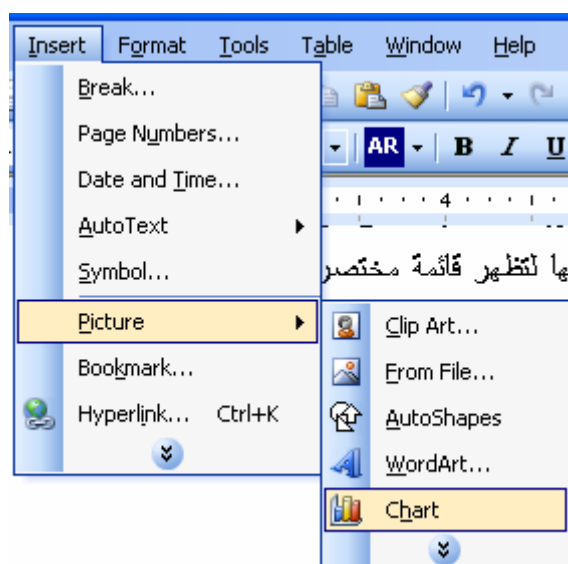 Insert Format Tools Table Window Help
Break...
Page Numbers...
AR B I U
Date and Time...
4
AutoText
ها لتظهر قائمة مختصر
Symbol...
Picture
Clip Art...
Bookmark...
From File...
Hyperlink... Ctrl+K
AutoShapes
WordArt...
Chart